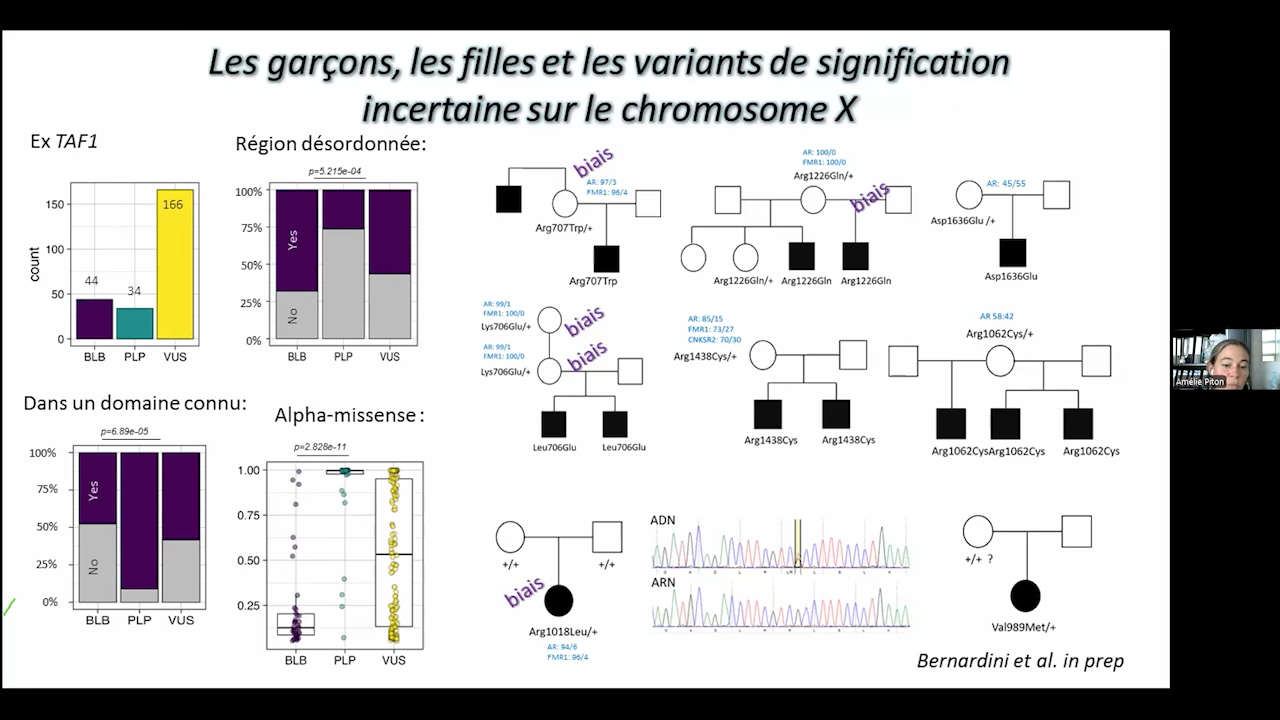 Les garçons, les filles et les variants de signification
incertaine sur le chromosome X
Ex TAF1
count
150
100
50
0
44
34
166
BLB PLP VUS
Région désordonnée:
p=5.215e-04
100%
75%
50%
25%
0%
Yes
No
BLB PLP VUS
Dans un domaine connu:
p=6.89e-05
100%
75%
50%
25%
0%
Yes
No
BLB PLP VUS
Alpha-missense :
p=2.828e-11
1.00
0.75
0.50
0.25
BLB PLP VUS
biais
AR: 97/3
FMR1: 96/4
Arg707Trp/+
Arg707Trp
AR: 100/0
FMR1: 100/0
Arg1226Gln/+
biais
Arg1226Gln/+
Arg1226Gln
Arg1226Gln
AR: 45/55
Asp1636Glu /+
Asp1636Glu
AR: 99/1
FMR1: 100/0
Lys706Glu/+
biais
AR: 99/1
FMR1: 100/0
Lys706Glu/+
biais
Leu706Glu
Leu706Glu
AR: 85/15
FMR1: 73/27
CNKSR2: 70/30
Arg1438Cys/+
Arg1438Cys
Arg1438Cys
AR 58:42
Arg1062Cys/+
Arg1062Cys
Arg1062Cys
Arg1062Cys
+/+
+/+
biais
Arg1018Leu/+
AR: 94/6
FMR1: 96/4
ADN
ARN
+/+ ?
Val989Met/+
Bernardini et al. in prep
Amélie Piton